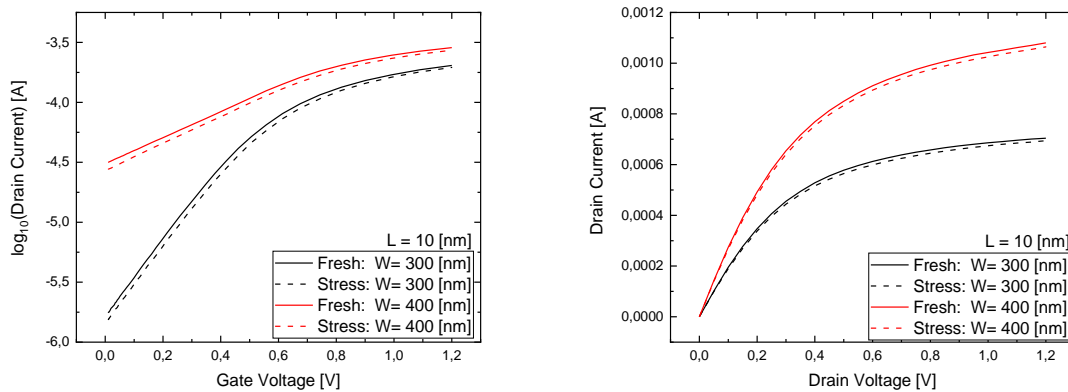 -3,5
-4,0
-4,5
-5,0
-5,5
-6,0
log10(Drain Current) [A]
0,0 0,2 0,4 0,6 0,8 1,0 1,2
Gate Voltage [V]
L = 10 [nm]
Fresh: W= 300 [nm]
Stress: W= 300 [nm]
Fresh: W= 400 [nm]
Stress: W= 400 [nm]
0,0012
0,0010
0,0008
0,0006
0,0004
0,0002
0,0000
Drain Current [A]
0,0 0,2 0,4 0,6 0,8 1,0 1,2
Drain Voltage [V]
L = 10 [nm]
Fresh: W= 300 [nm]
Stress: W= 300 [nm]
Fresh: W= 400 [nm]
Stress: W= 400 [nm]